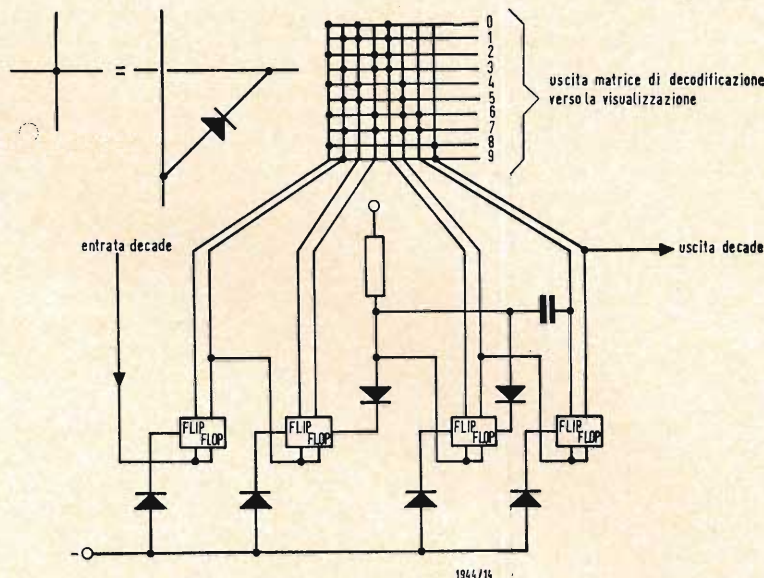 0
1
2
3
4
5
6
7
8
9
uscita matrice di decodificazione
verso la visualizzazione
=
entrata decade
uscita decade
FLIP
FLOP
FLIP
FLOP
FLIP
FLOP
FLIP
FLOP
-
1944/14